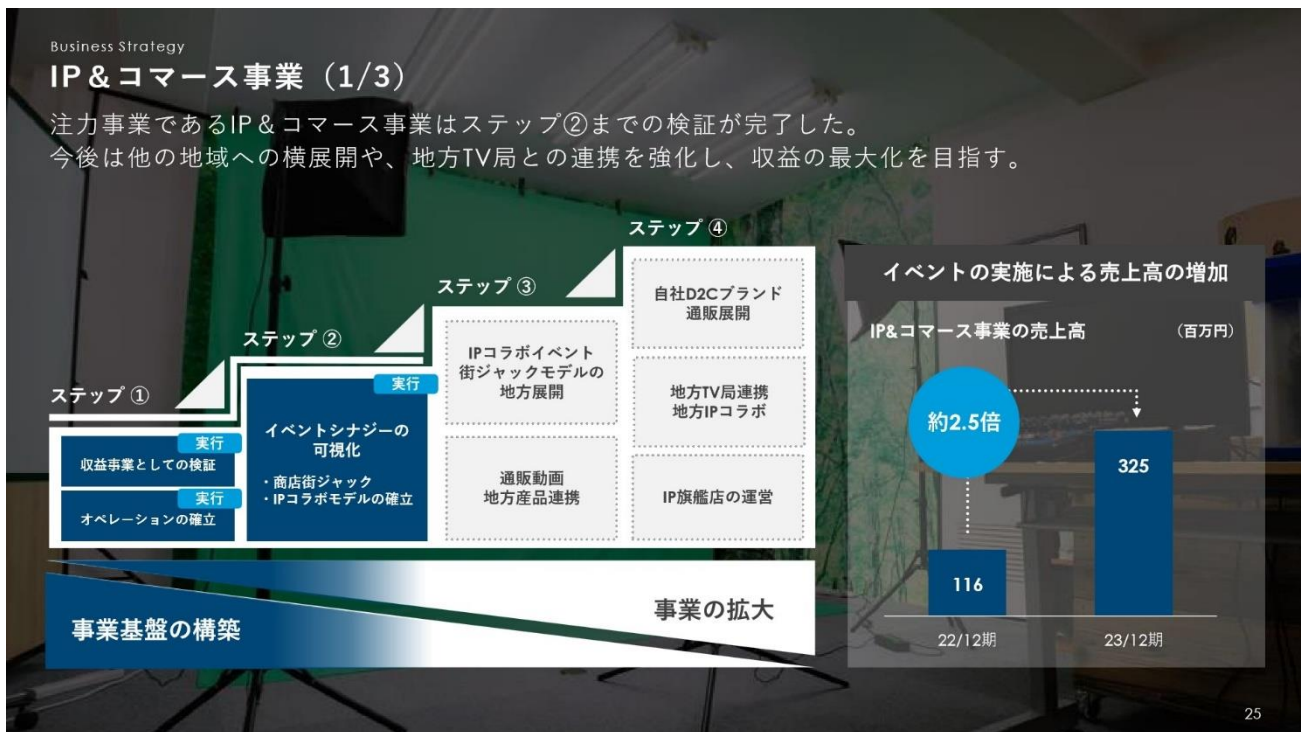 Business Strategy
IP＆コマース事業（1/3）
注力事業であるIP＆コマース事業はステップ②までの検証が完了した。
今後は他の地域への横展開や、地方TV局との連携を強化し、収益の最大化を目指す。
ステップ ①
実行
収益事業としての検証
実行
オペレーションの確立
ステップ ②
実行
イベントシナジーの
可視化
・商店街ジャック
・IPコラボモデルの確立
ステップ ③
IPコラボイベント
街ジャックモデルの
地方展開
通販動画
地方産品連携
ステップ ④
自社D2Cブランド
通販展開
地方TV局連携
地方IPコラボ
IP旗艦店の運営
事業基盤の構築
事業の拡大
イベントの実施による売上高の増加
IP&コマース事業の売上高 （百万円）
約2.5倍
116
325
22/12期
23/12期
25